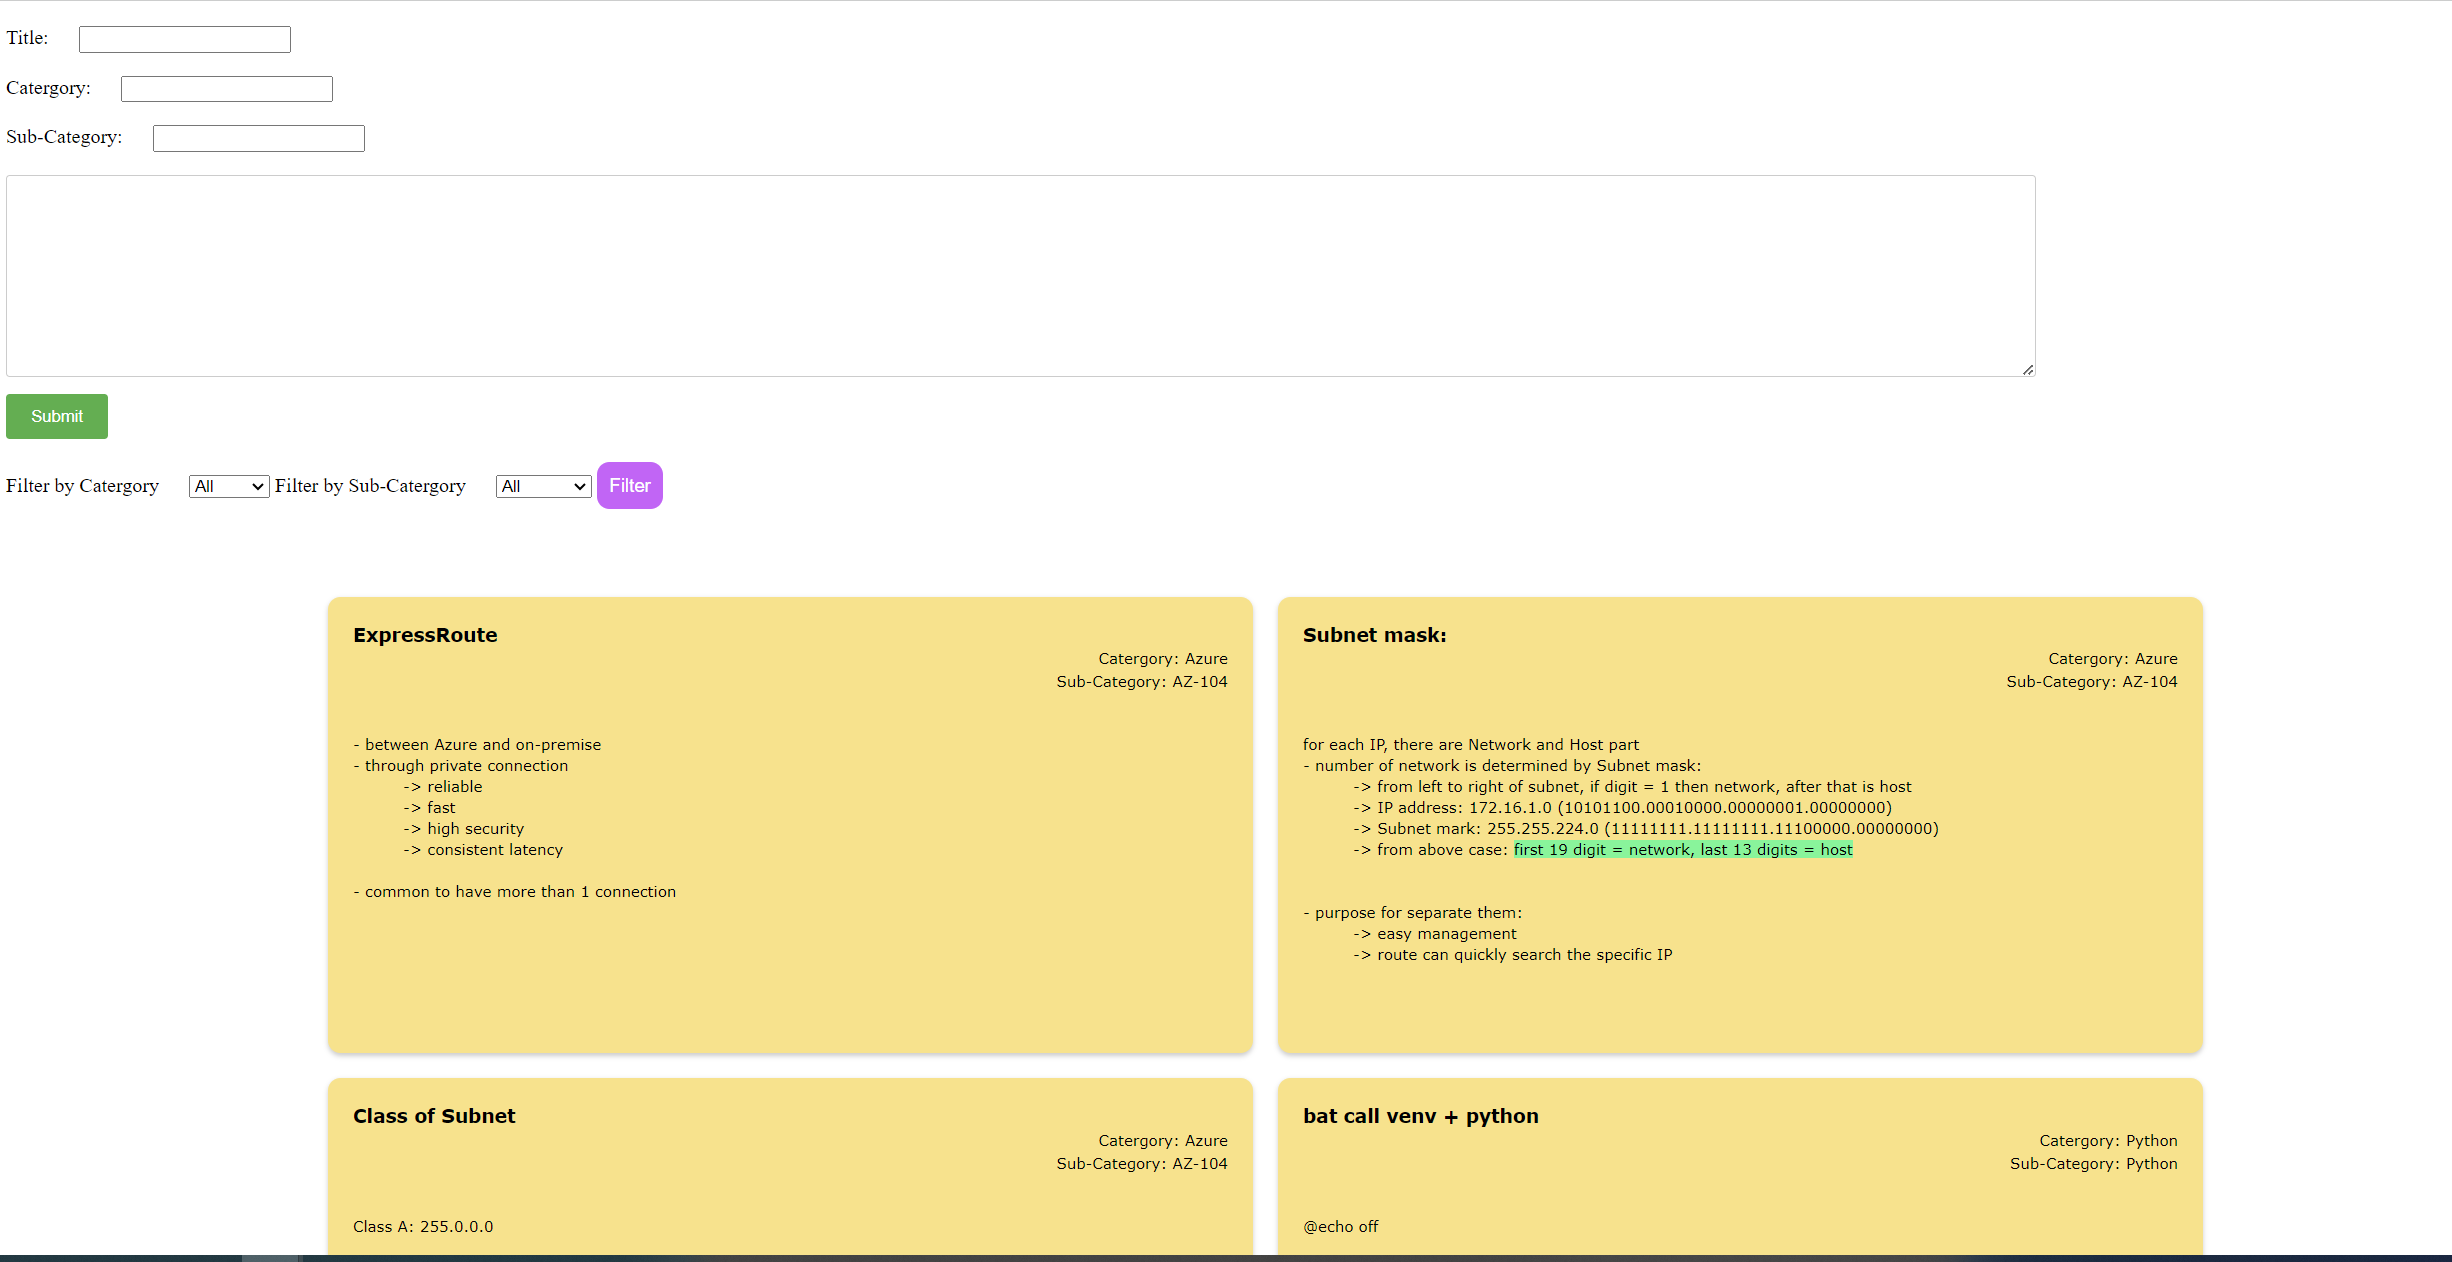 Title:
Catergory:
Sub-Category:
Submit
Filter by Catergory All Filter by Sub-Catergory All Filter
ExpressRoute
Catergory: Azure
Sub-Category: AZ-104
- between Azure and on-premise
- through private connection
-> reliable
-> fast
-> high security
-> consistent latency
- common to have more than 1 connection
Subnet mask:
Catergory: Azure
Sub-Category: AZ-104
for each IP, there are Network and Host part
- number of network is determined by Subnet mask:
-> from left to right of subnet, if digit = 1 then network, after that is host
-> IP address: 172.16.1.0 (10101100.00010000.00000001.00000000)
-> Subnet mark: 255.255.224.0 (11111111.11111111.11100000.00000000)
-> from above case: first 19 digit = network, last 13 digits = host
- purpose for separate them:
-> easy management
-> route can quickly search the specific IP
Class of Subnet
Catergory: Azure
Sub-Category: AZ-104
Class A: 255.0.0.0
bat call venv + python
Catergory: Python
Sub-Category: Python
@echo off